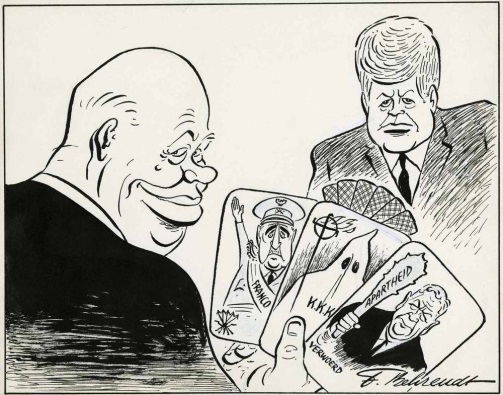 FRANCO
K.K.K.
APARTHEID
VERWOERD
F. Behrendt